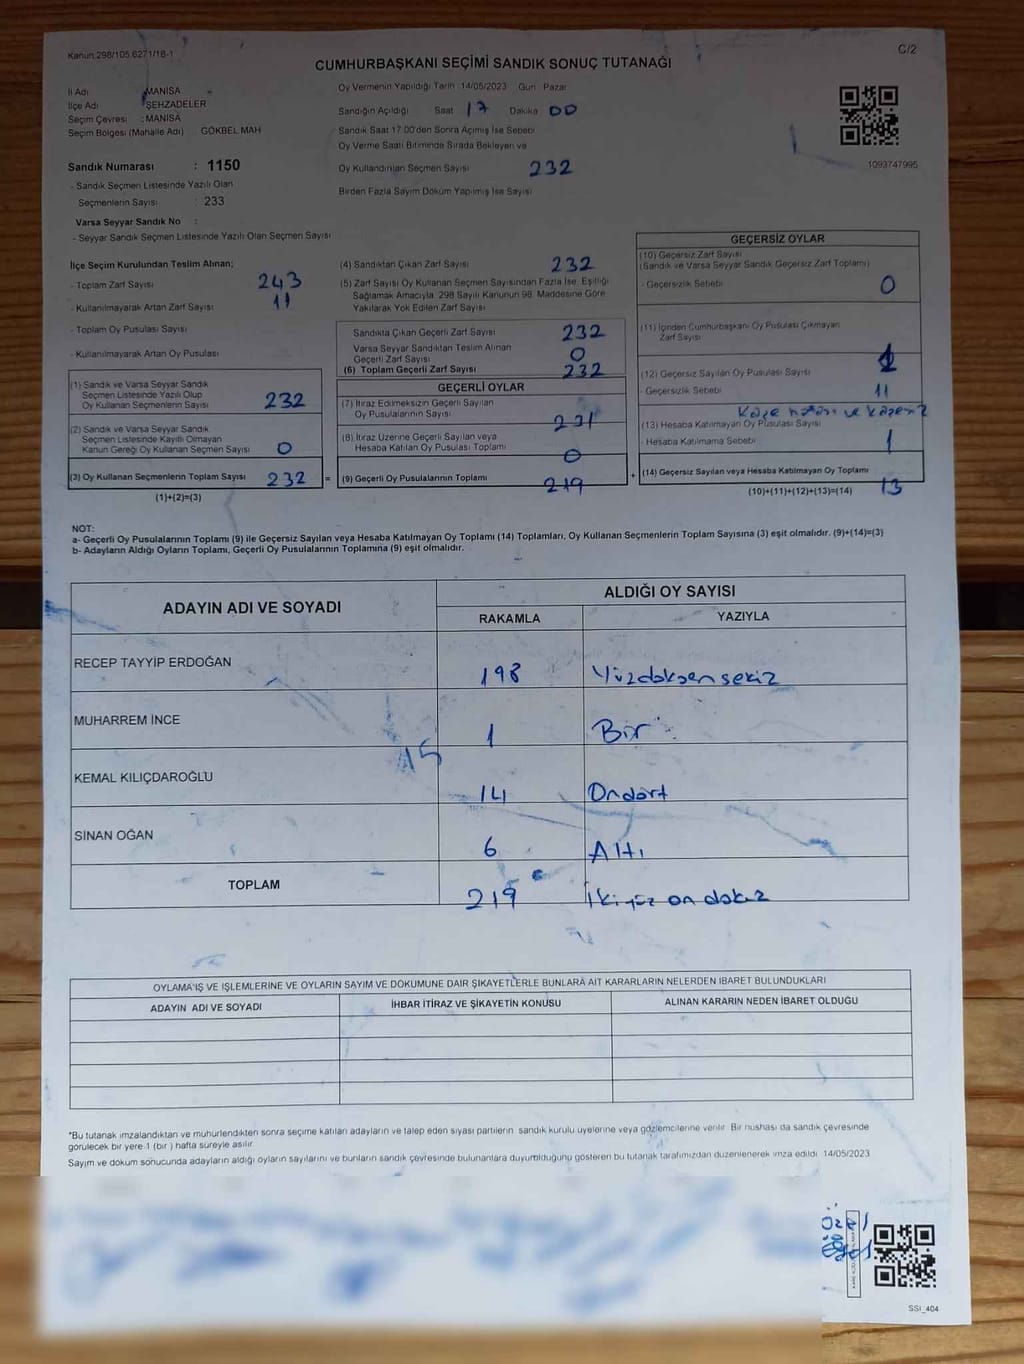 Kanun:298/105.6271/18-1
C/2
CUMHURBAŞKANI SEÇİMİ SANDIK SONUÇ TUTANAĞI
İl Adı : MANİSA
İlçe Adı : ŞEHZADELER
Seçim Çevresi : MANİSA
Seçim Bölgesi (Mahalle Adı) GÖKBEL MAH
Sandık Numarası : 1150
- Sandık Seçmen Listesinde Yazılı Olan
Seçmenlerin Sayısı : 233
Varsa Seyyar Sandık No :
- Seyyar Sandık Seçmen Listesinde Yazılı Olan Seçmen Sayısı
Oy Vermenin Yapıldığı Tarih 14/05/2023 Gün Pazar
Sandığın Açıldığı Saat 17 Dakika 00
Sandık Saat 17.00'den Sonra Açılmış İse Sebebi
Oy Verme Saati Bitiminde Sırada Bekleyen ve
Oy Kullandırılan Seçmen Sayısı 232
Birden Fazla Sayım Döküm Yapılmış İse Sayısı
1093747995
İlçe Seçim Kurulundan Teslim Alınan;
- Toplam Zarf Sayısı 243
- Kullanılmayarak Artan Zarf Sayısı 11
- Toplam Oy Pusulası Sayısı
- Kullanılmayarak Artan Oy Pusulası
(1) Sandık ve Varsa Seyyar Sandık
Seçmen Listesinde Yazılı Olup
Oy Kullanan Seçmenlerin Sayısı 232
(2) Sandık ve Varsa Seyyar Sandık
Seçmen Listesinde Kayıtlı Olmayan
Kanun Gereği Oy Kullanan Seçmen Sayısı 0
(3) Oy Kullanan Seçmenlerin Toplam Sayısı 232 =
(1)+(2)=(3)
(4) Sandıktan Çıkan Zarf Sayısı 232
(5) Zarf Sayısı Oy Kullanan Seçmen Sayısından Fazla İse, Eşitliği
Sağlamak Amacıyla, 298 Sayılı Kanunun 98. Maddesine Göre
Yakılarak Yok Edilen Zarf Sayısı
Sandıkta Çıkan Geçerli Zarf Sayısı 232
Varsa Seyyar Sandıktan Teslim Alınan
Geçerli Zarf Sayısı 0
(6) Toplam Geçerli Zarf Sayısı 232
GEÇERLİ OYLAR
(7) İtiraz Edilmeksizin Geçerli Sayılan
Oy Pusulalarının Sayısı
(8) İtiraz Üzerine Geçerli Sayılan veya
Hesaba Katılan Oy Pusulası Toplamı 0
(9) Geçerli Oy Pusulalarının Toplamı 219 +
GEÇERSİZ OYLAR
(10) Geçersiz Zarf Sayısı
(Sandık ve Varsa Seyyar Sandık Geçersiz Zarf Toplamı)
- Geçersizlik Sebebi 0
(11) İçinden Cumhurbaşkanı Oy Pusulası Çıkmayan
Zarf Sayısı
(12) Geçersiz Sayılan Oy Pusulası Sayısı
- Geçersizlik Sebebi 11
(13) Hesaba Katılmayan Oy Pusulası Sayısı
- Hesaba Katılmama Sebebi 1
(14) Geçersiz Sayılan veya Hesaba Katılmayan Oy Toplamı 13
(10)+(11)+(12)+(13)=(14)
NOT:
a- Geçerli Oy Pusulalarının Toplamı (9) ile Geçersiz Sayılan veya Hesaba Katılmayan Oy Toplamı (14) Toplamları, Oy Kullanan Seçmenlerin Toplam Sayısına (3) eşit olmalıdır. (9)+(14)=(3)
b- Adayların Aldığı Oyların Toplamı, Geçerli Oy Pusulalarının Toplamına (9) eşit olmalıdır.
ADAYIN ADI VE SOYADI
ALDIĞI OY SAYISI
RAKAMLA YAZIYLA
RECEP TAYYİP ERDOĞAN 198 Yüzdoksensekiz
MUHARREM İNCE 1 Bir
15
KEMAL KILIÇDAROĞLU 14 Ondört
SİNAN OĞAN 6 Altı
TOPLAM 219 İkiyüz on dokuz
OYLAMA İŞ VE İŞLEMLERİNE VE OYLARIN SAYIM VE DÖKÜMÜNE DAİR ŞİKAYETLERLE BUNLARA AİT KARARLARIN NELERDEN İBARET BULUNDUKLARI
ADAYIN ADI VE SOYADI İHBAR İTİRAZ VE ŞİKAYETİN KONUSU ALINAN KARARIN NEDEN İBARET OLDUĞU
*Bu tutanak imzalandıktan ve mühürlendikten sonra seçime katılan adayların ve talep eden siyasi partilerin sandık kurulu üyelerine veya gözlemcilerine verilir. Bir nüshası da sandık çevresinde
görülecek bir yere 1 (bir) hafta süreyle asılır.
Sayım ve döküm sonucunda adayların aldığı oyların sayılarını ve bunların sandık çevresinde bulunanlara duyurulduğunu gösteren bu tutanak tarafımızdan düzenlenerek imza edildi. 14/05/2023
SSI_404